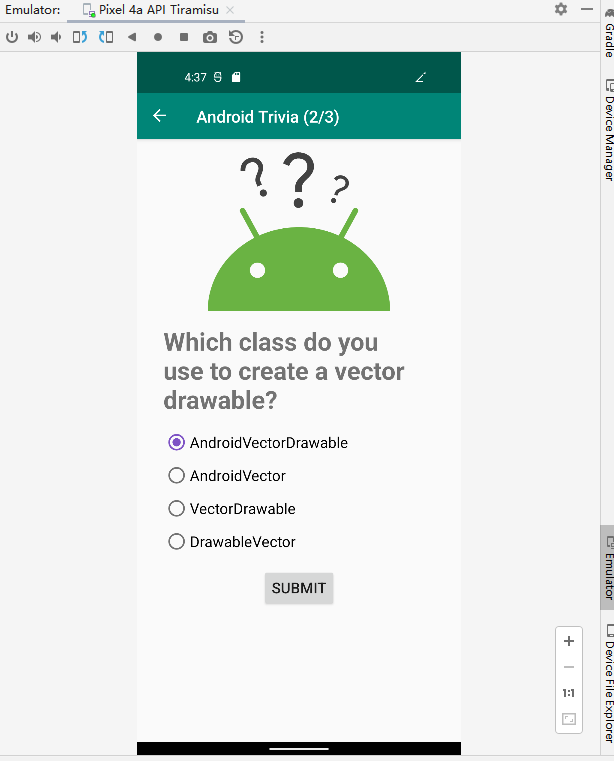 Emulator: Pixel 4a API Tiramisu
Gradle
Device Manager
4:37
Android Trivia (2/3)
? ? ?
Which class do you
use to create a vector
drawable?
AndroidVectorDrawable
AndroidVector
VectorDrawable
DrawableVector
SUBMIT
Emulator
Device File Explorer
+
−
1:1